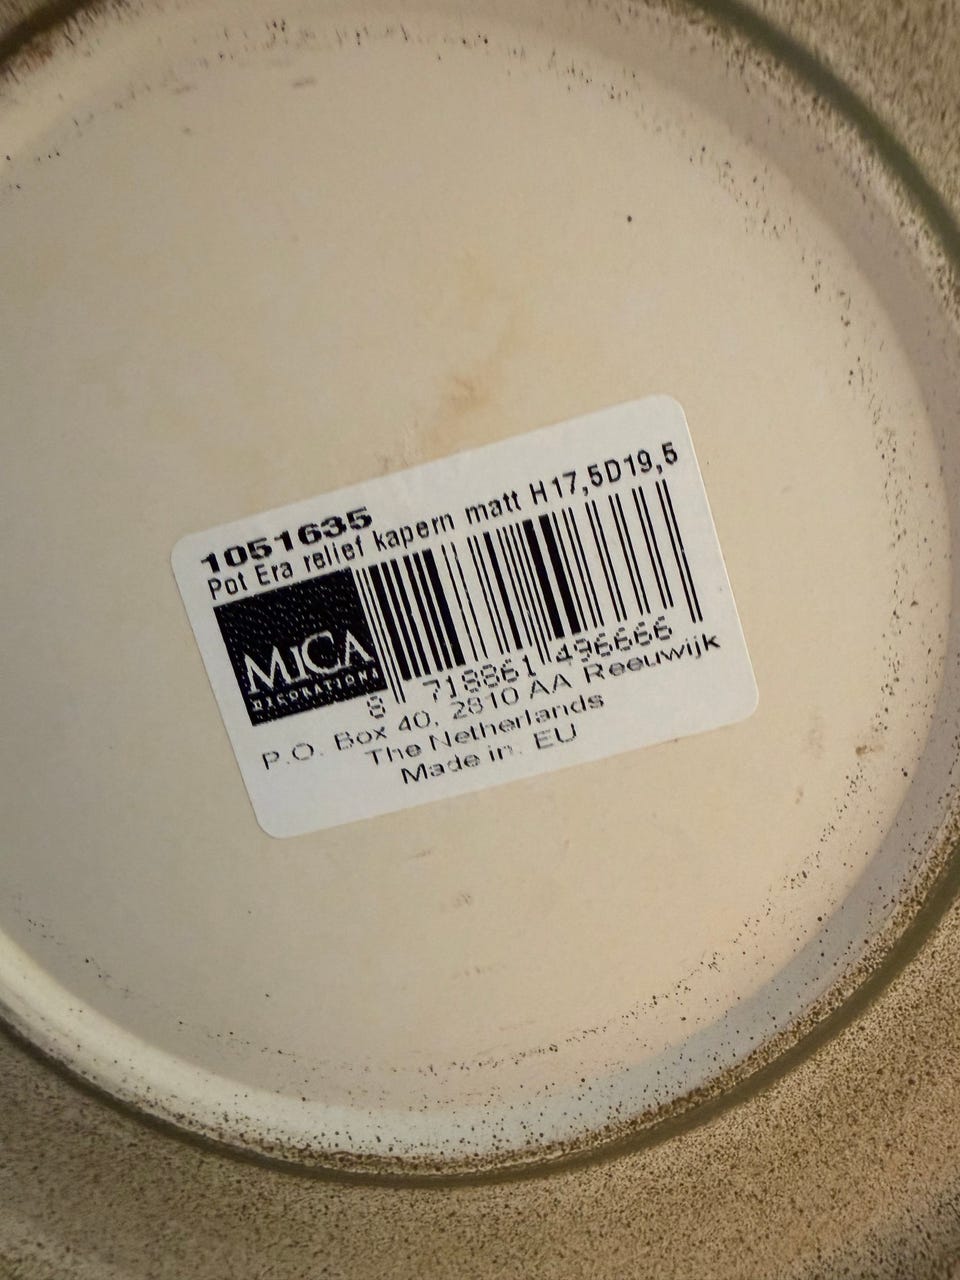 1051635
Pot Era relief kapern matt H17,5D19,5
MICA
DECORATIONS
8 718861 496666
P.O. Box 40, 2810 AA Reeuwijk
The Netherlands
Made in EU